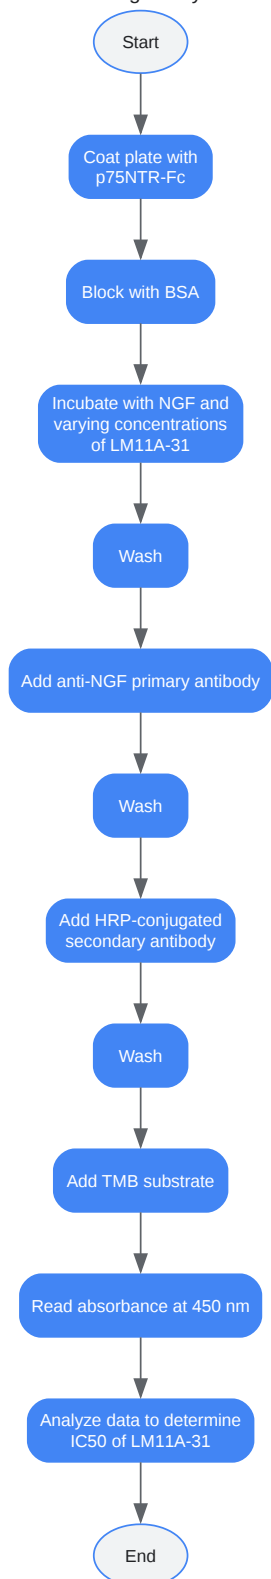 Start
Coat plate with
p75NTR-Fc
Block with BSA
Incubate with NGF and
varying concentrations
of LM11A-31
Wash
Add anti-NGF primary antibody
Wash
Add HRP-conjugated
secondary antibody
Wash
Add TMB substrate
Read absorbance at 450 nm
Analyze data to determine
IC50 of LM11A-31
End